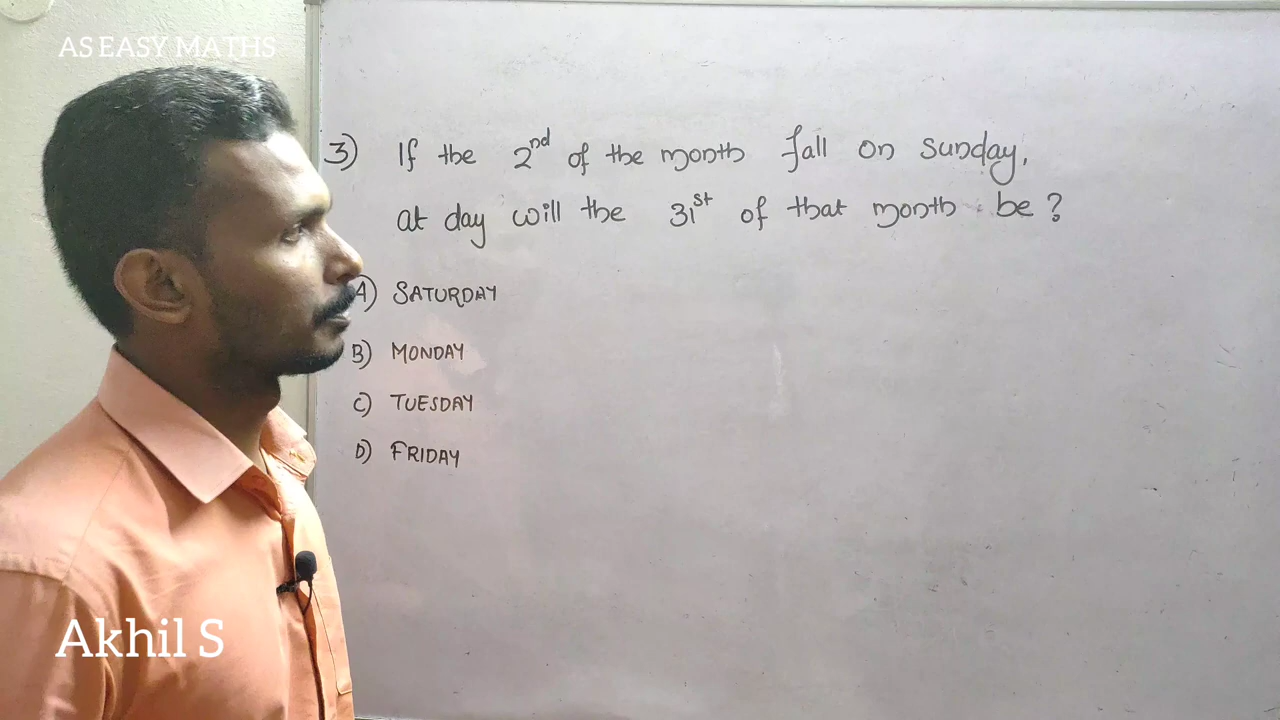 AS EASY MATHS
3) If the 2nd of the month fall on Sunday,
at day will the 31st of that month be ?
A) SATURDAY
B) MONDAY
C) TUESDAY
D) FRIDAY
Akhil S